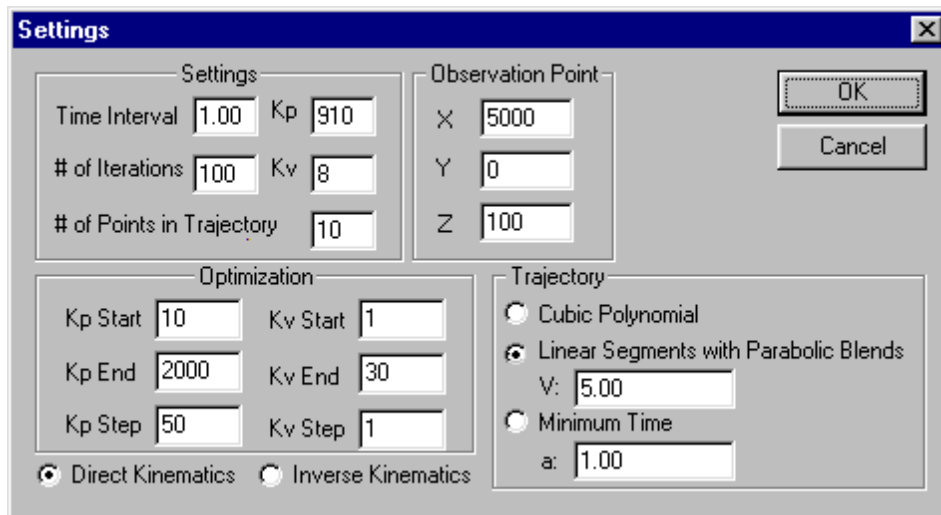 Settings
Settings
Time Interval 1.00 Kp 910
# of Iterations 100 Kv 8
# of Points in Trajectory 10
Observation Point
X 5000
Y 0
Z 100
OK
Cancel
Optimization
Kp Start 10 Kv Start 1
Kp End 2000 Kv End 30
Kp Step 50 Kv Step 1
Direct Kinematics Inverse Kinematics
Trajectory
Cubic Polynomial
Linear Segments with Parabolic Blends
V: 5.00
Minimum Time
a: 1.00